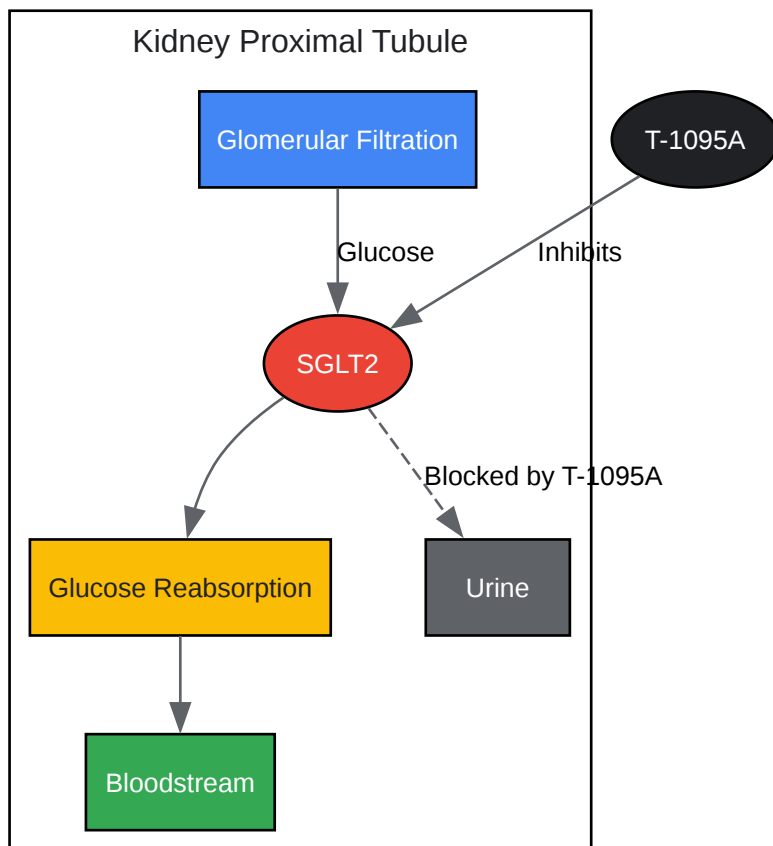 Kidney Proximal Tubule
Glomerular Filtration
T-1095A
Glucose
Inhibits
SGLT2
Blocked by T-1095A
Glucose Reabsorption
Urine
Bloodstream